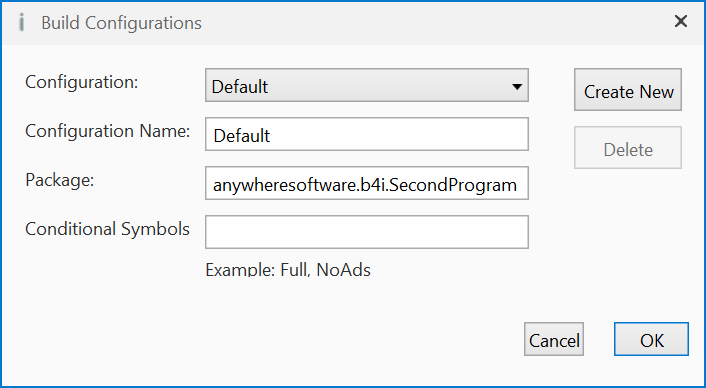 Build Configurations
Configuration: Default Create New
Configuration Name: Default
Delete
Package: anywheresoftware.b4i.SecondProgram
Conditional Symbols
Example: Full, NoAds
Cancel OK